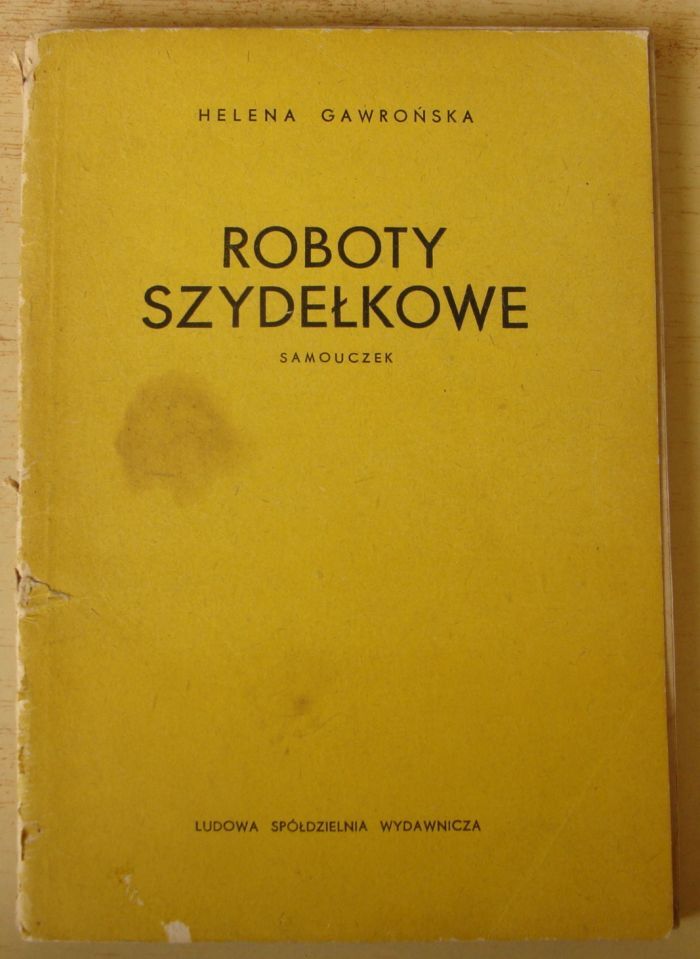 HELENA GAWROŃSKA
ROBOTY
SZYDEŁKOWE
SAMOUCZEK
LUDOWA SPÓŁDZIELNIA WYDAWNICZA